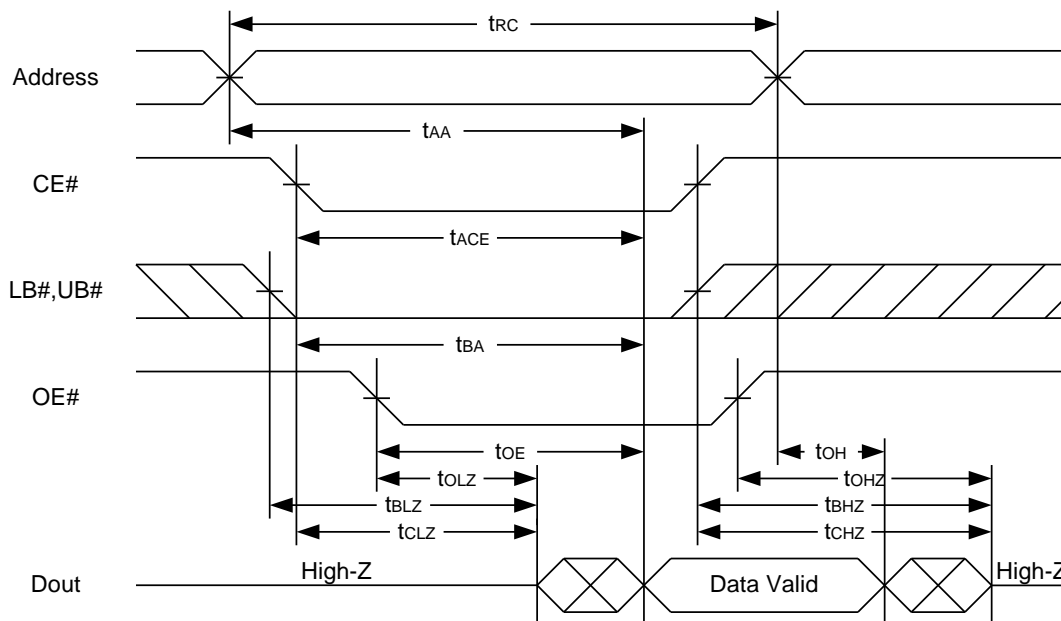 tRC
Address
tAA
CE#
tACE
LB#,UB#
tBA
OE#
tOE
tOH
tOLZ
tOHZ
tBLZ
tBHZ
tCLZ
tCHZ
Dout
High-Z
Data Valid
High-Z